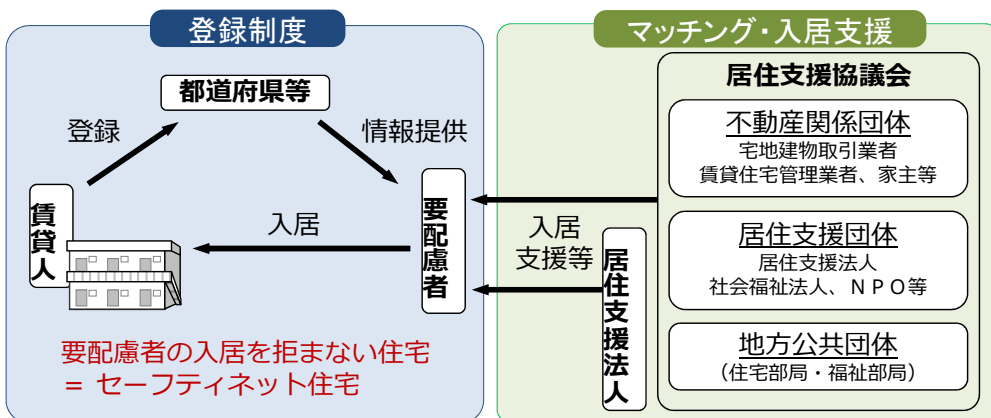 登録制度
都道府県等
登録
情報提供
賃貸人
入居
要配慮者
要配慮者の入居を拒まない住宅
= セーフティネット住宅
マッチング・入居支援
居住支援協議会
不動産関係団体
宅地建物取引業者
賃貸住宅管理業者、家主等
入居
支援等
居住支援法人
居住支援団体
居住支援法人
社会福祉法人、ＮＰＯ等
地方公共団体
（住宅部局・福祉部局）